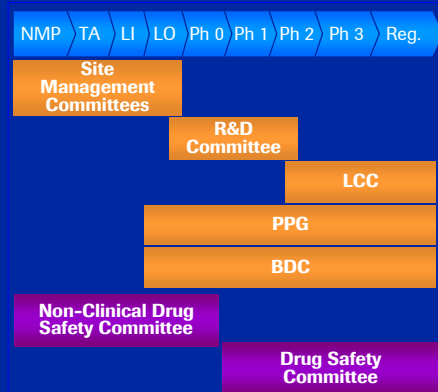 NMP TA LI LO Ph 0 Ph 1 Ph 2 Ph 3 Reg.
Site
Management
Committees
R&D
Committee
LCC
PPG
BDC
Non-Clinical Drug
Safety Committee
Drug Safety
Committee